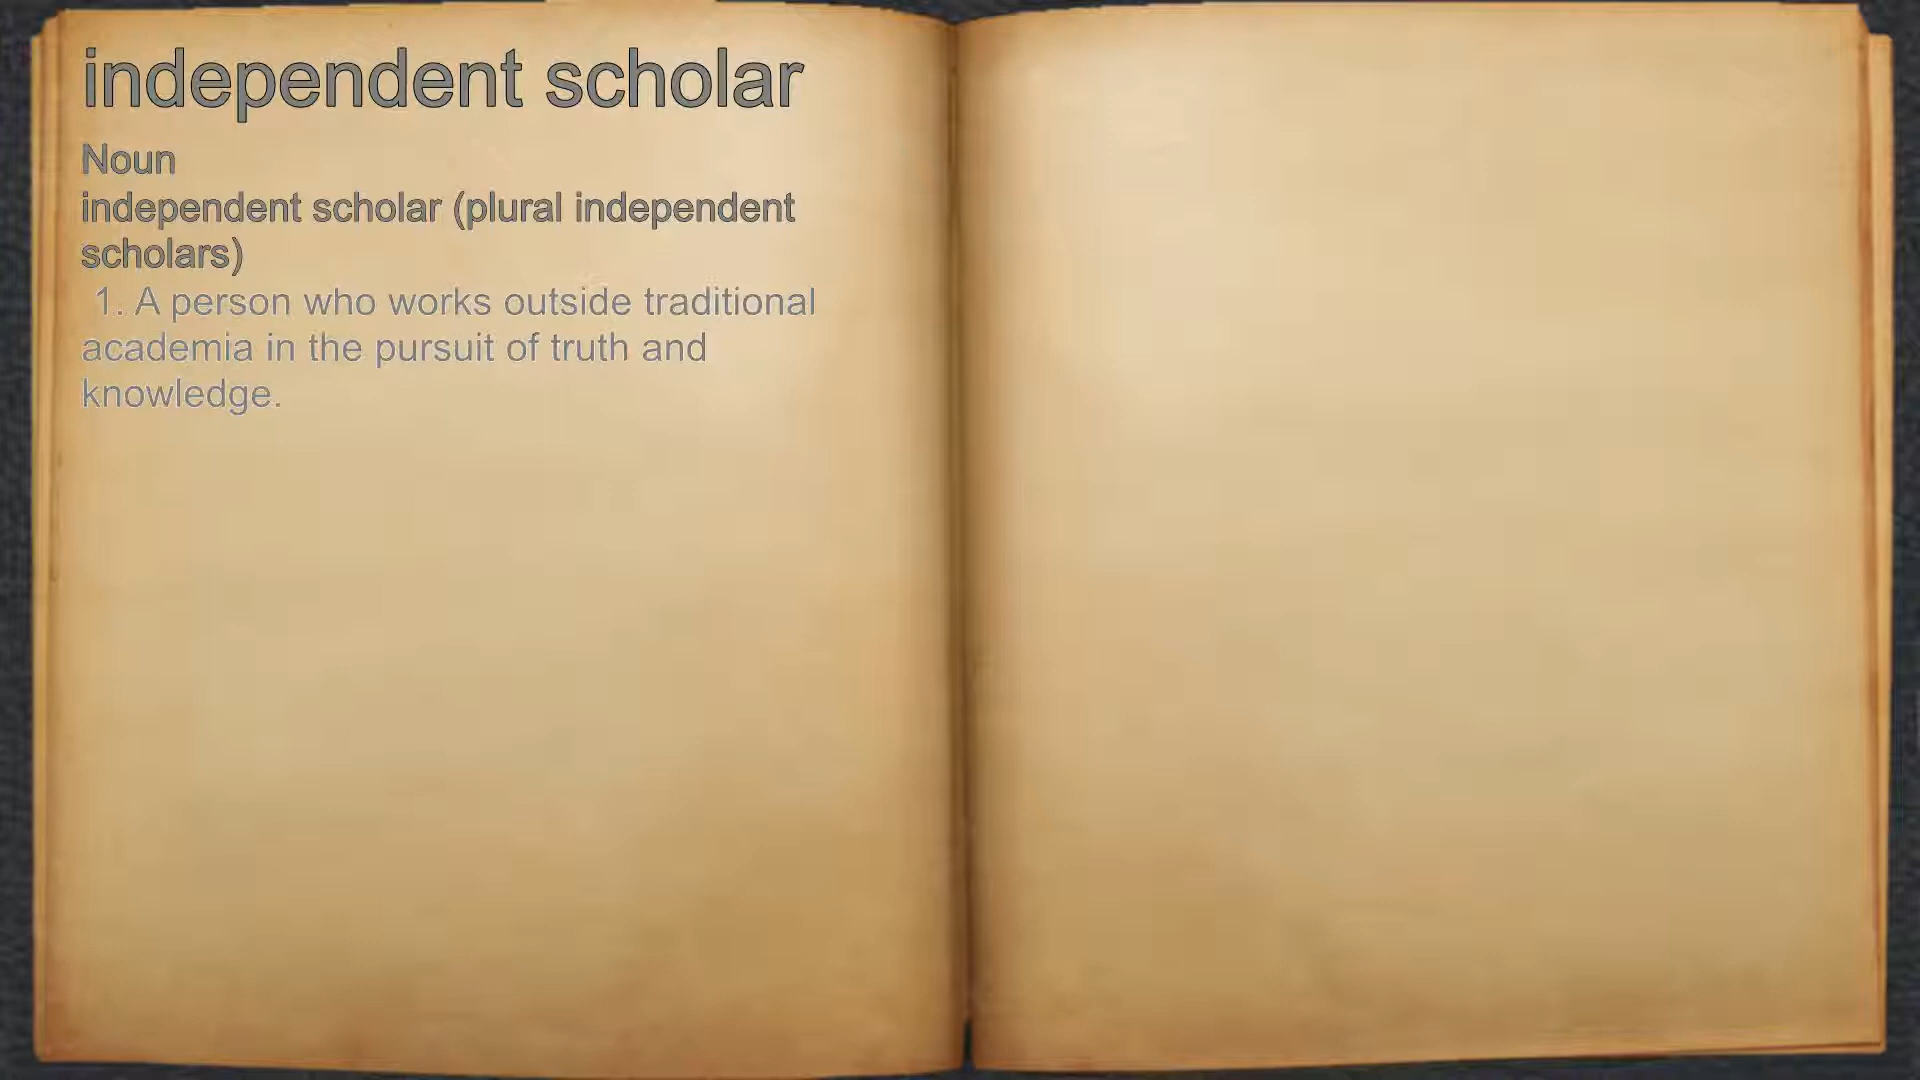 independent scholar
Noun
independent scholar (plural independent
scholars)
1. A person who works outside traditional
academia in the pursuit of truth and
knowledge.